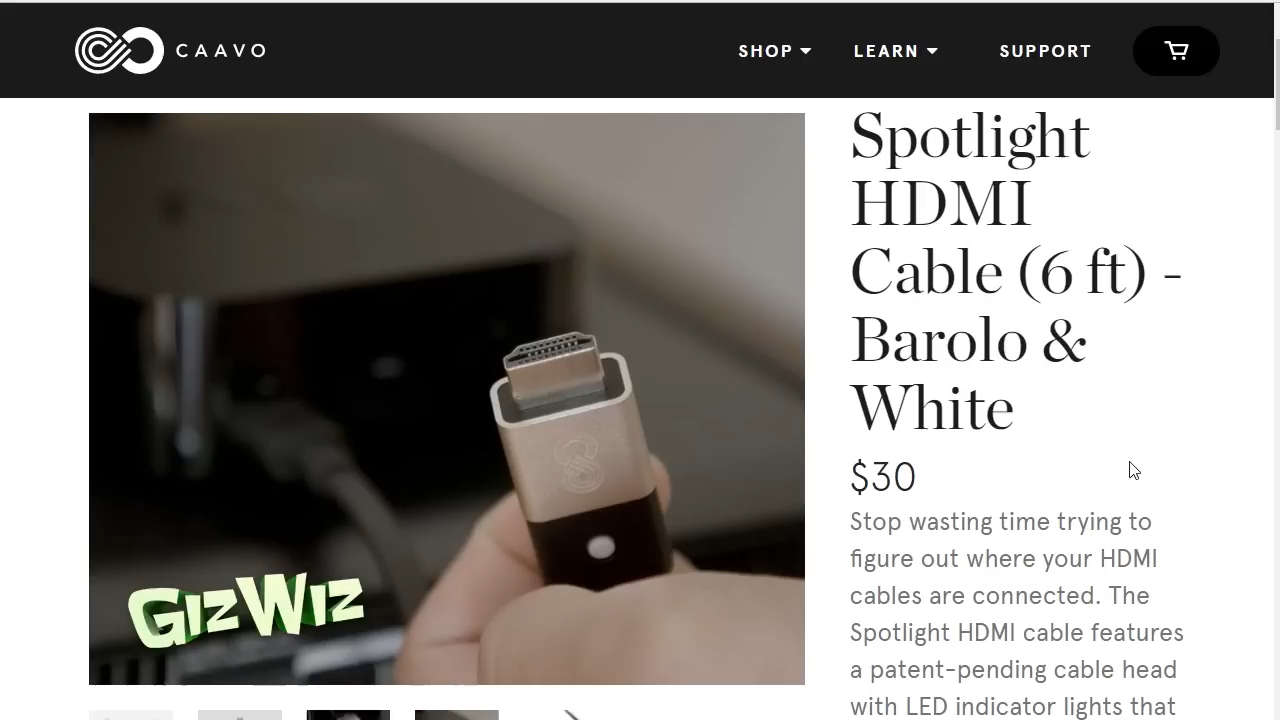 CAAVO
SHOP
LEARN
SUPPORT
Spotlight
HDMI
Cable (6 ft) -
Barolo &
White
$30
Stop wasting time trying to
figure out where your HDMI
cables are connected. The
Spotlight HDMI cable features
a patent-pending cable head
with LED indicator lights that
GIZWIZ